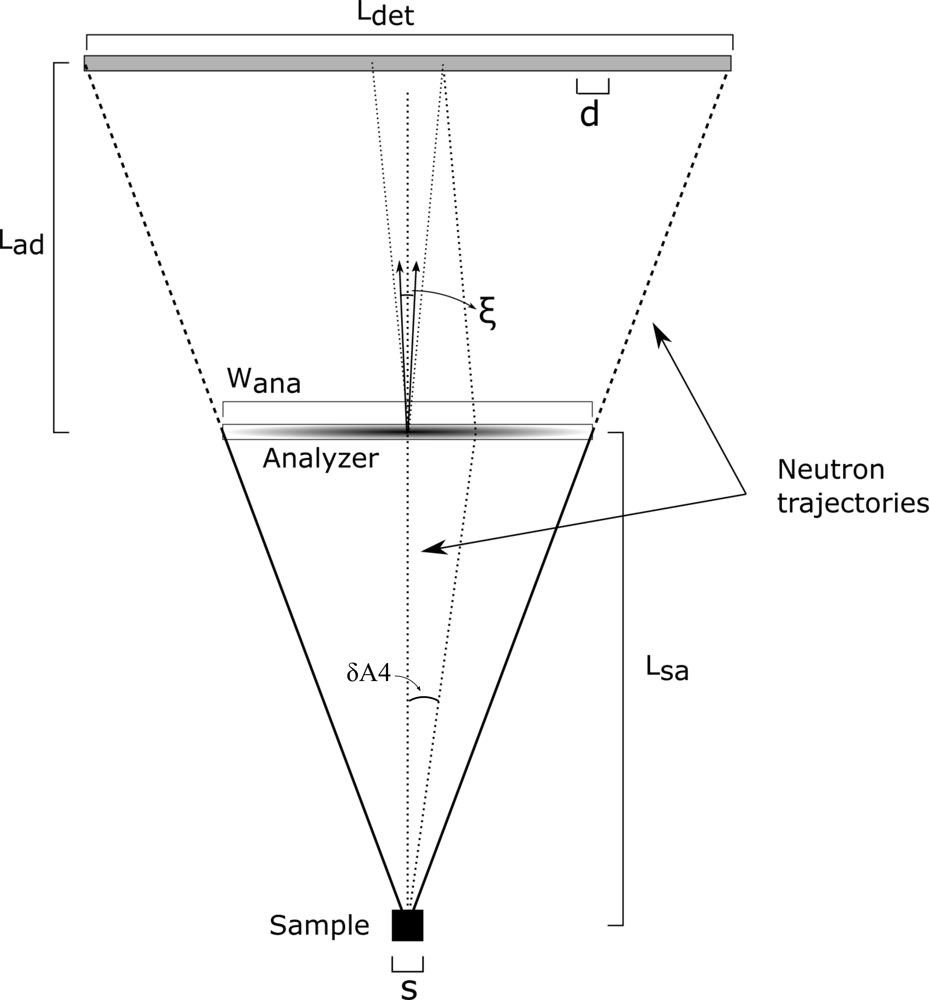 Ldet
d
Lad
ξ
Wana
Analyzer
Neutron
trajectories
δA4
Lsa
Sample
s